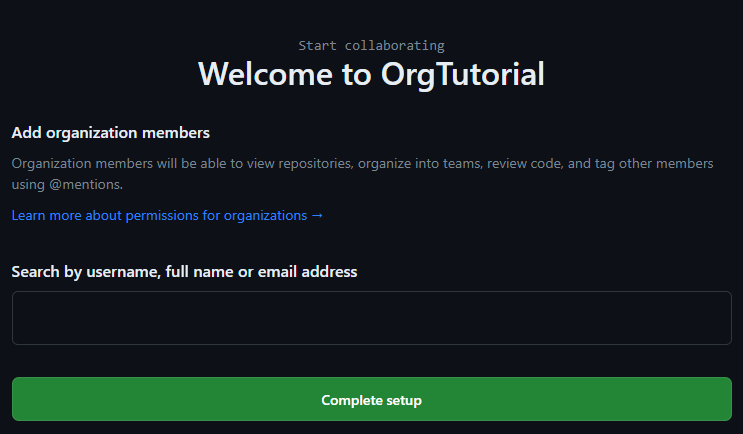 Start collaborating
Welcome to OrgTutorial
Add organization members
Organization members will be able to view repositories, organize into teams, review code, and tag other members
using @mentions.
Learn more about permissions for organizations →
Search by username, full name or email address
Complete setup